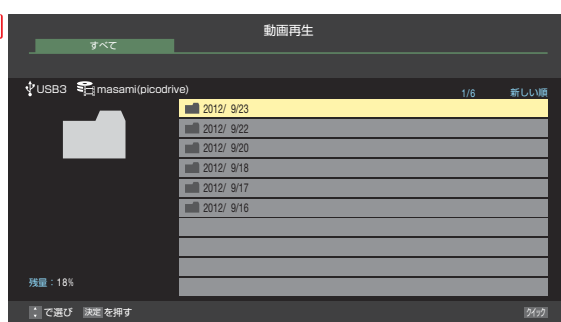 動画再生
すべて
USB3 masami(picodrive) 1/6 新しい順
2012/ 9/23
2012/ 9/22
2012/ 9/20
2012/ 9/18
2012/ 9/17
2012/ 9/16
残量：18%
で選び 決定 を押す クイック